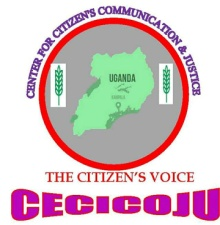 CENTER FOR CITIZEN'S COMMUNICATION & JUSTICE
UGANDA
THE CITIZEN'S VOICE
CECICOJU